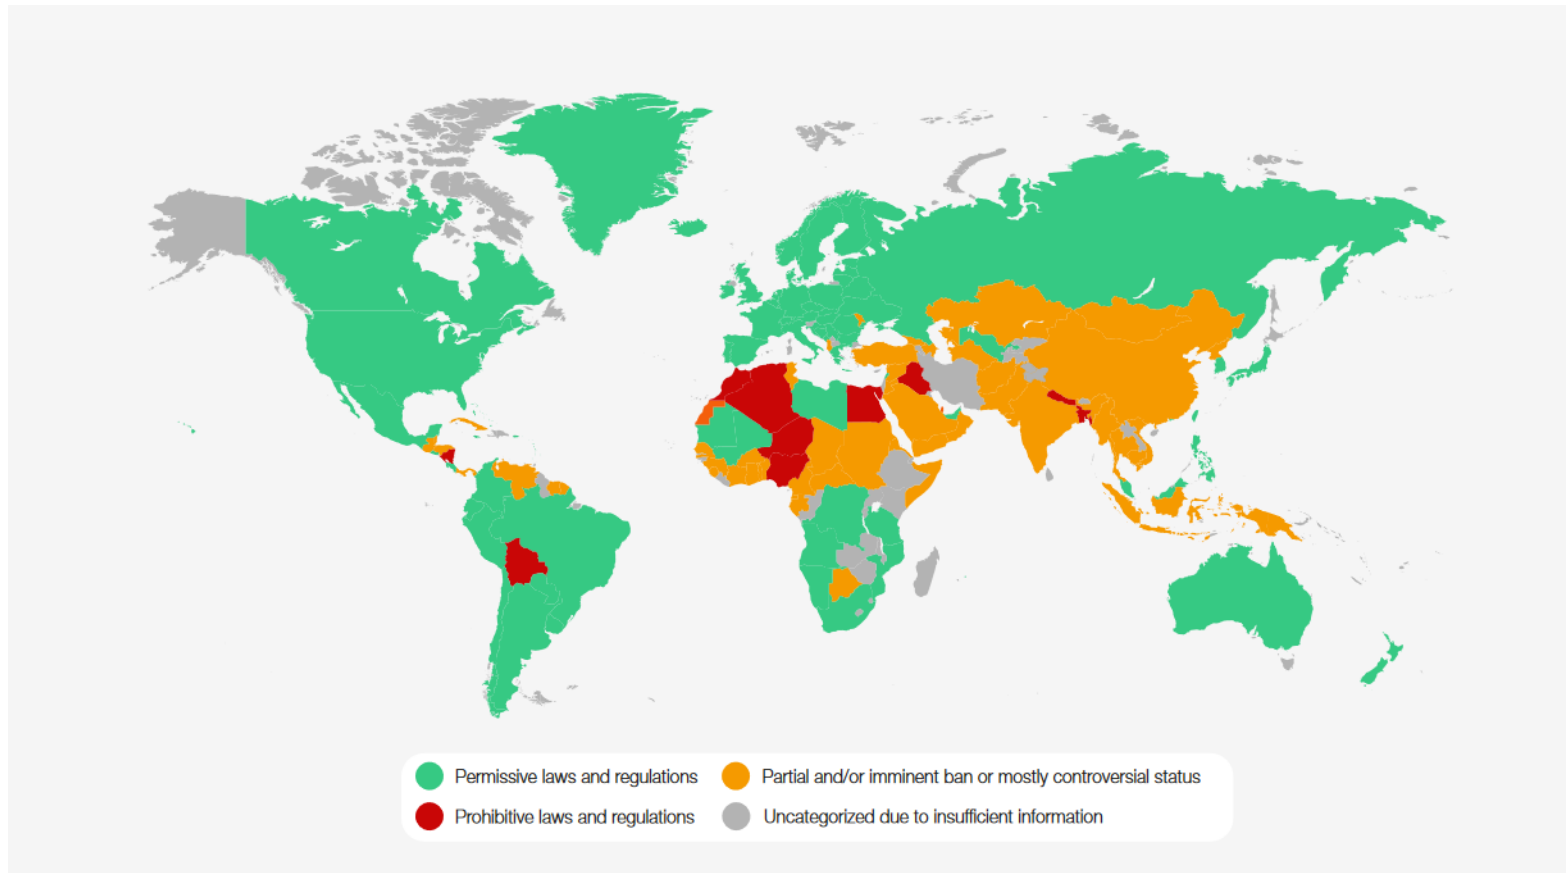 Permissive laws and regulations
Partial and/or imminent ban or mostly controversial status
Prohibitive laws and regulations
Uncategorized due to insufficient information